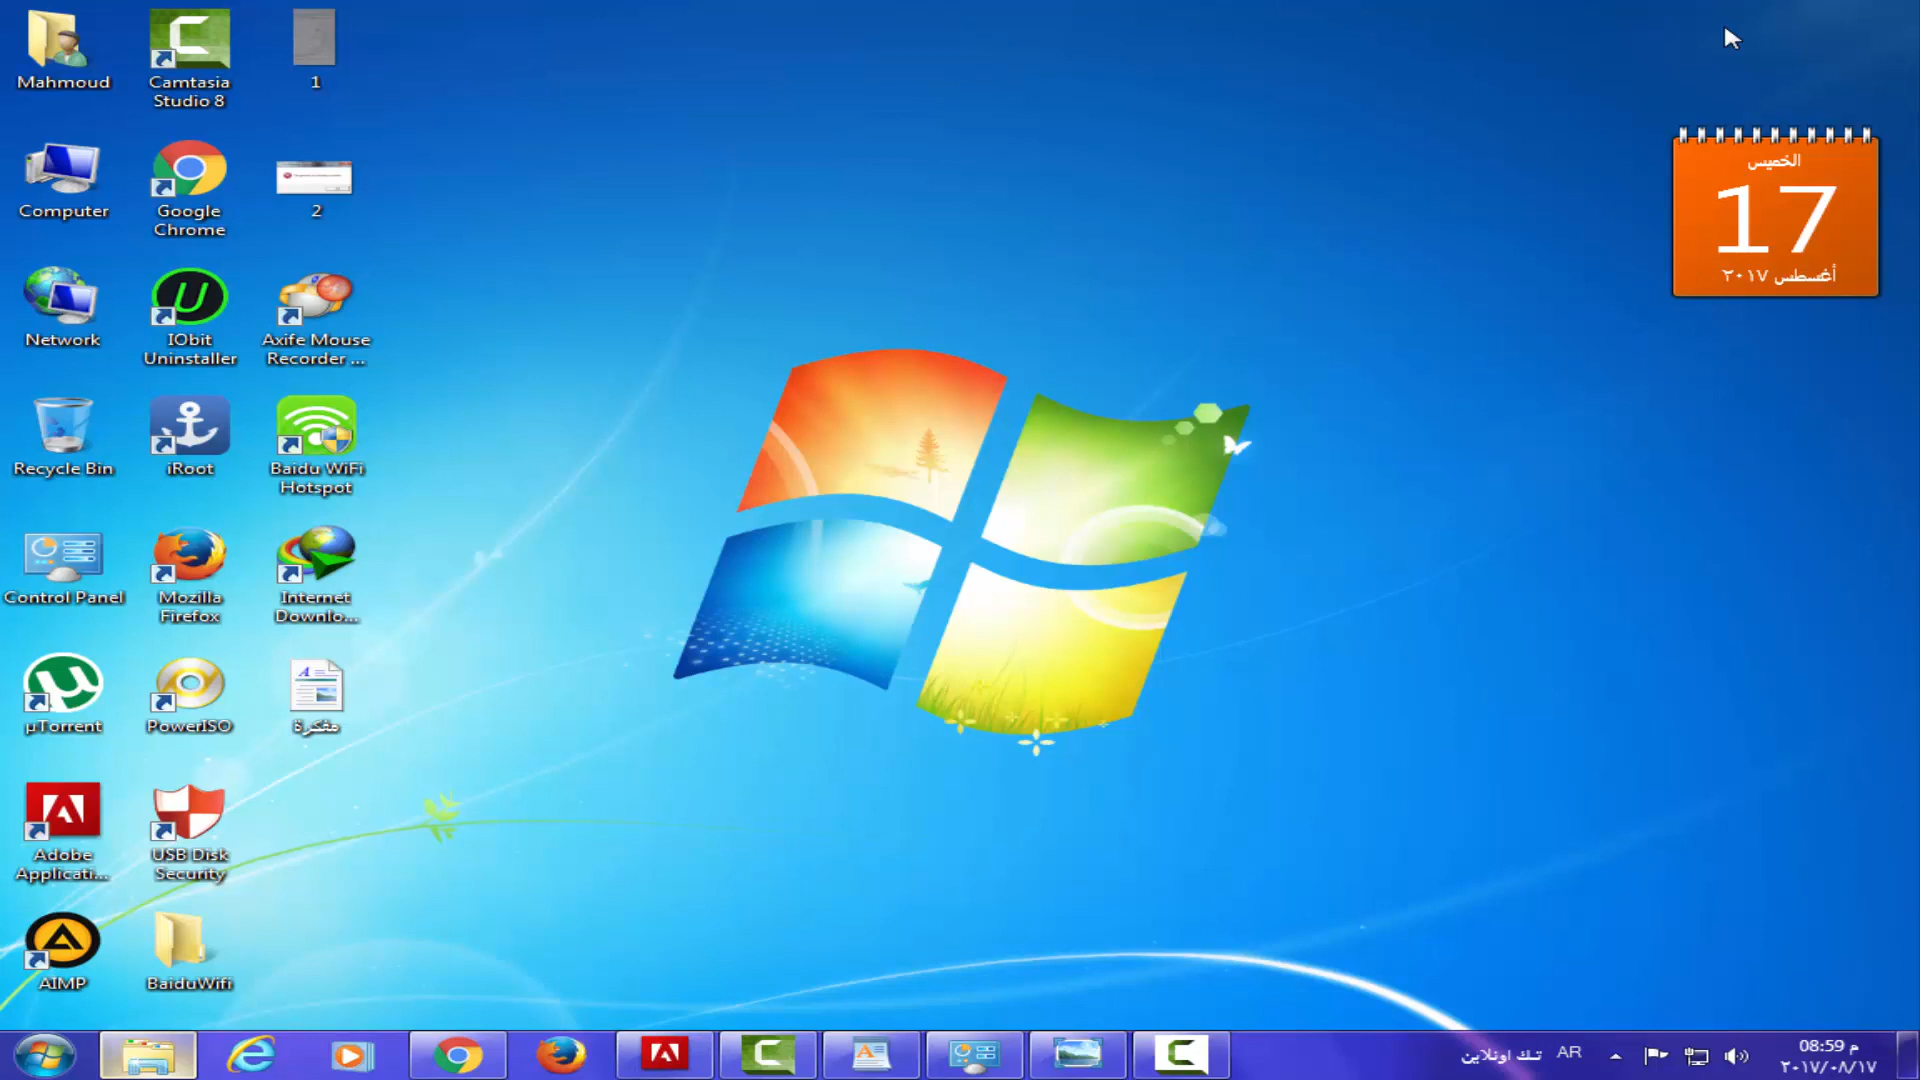 Mahmoud
Camtasia
Studio 8
1
Computer
Google
Chrome
2
Network
IObit
Uninstaller
Axife Mouse
Recorder ...
Recycle Bin
iRoot
Baidu WiFi
Hotspot
Control Panel
Mozilla
Firefox
Internet
Downlo...
µTorrent
PowerISO
مفكرة
Adobe
Applicati...
USB Disk
Security
AIMP
BaiduWifi
الخميس
17
أغسطس ٢٠١٧
تك اونلاين
AR
08:59 م
٢٠١٧/٠٨/١٧